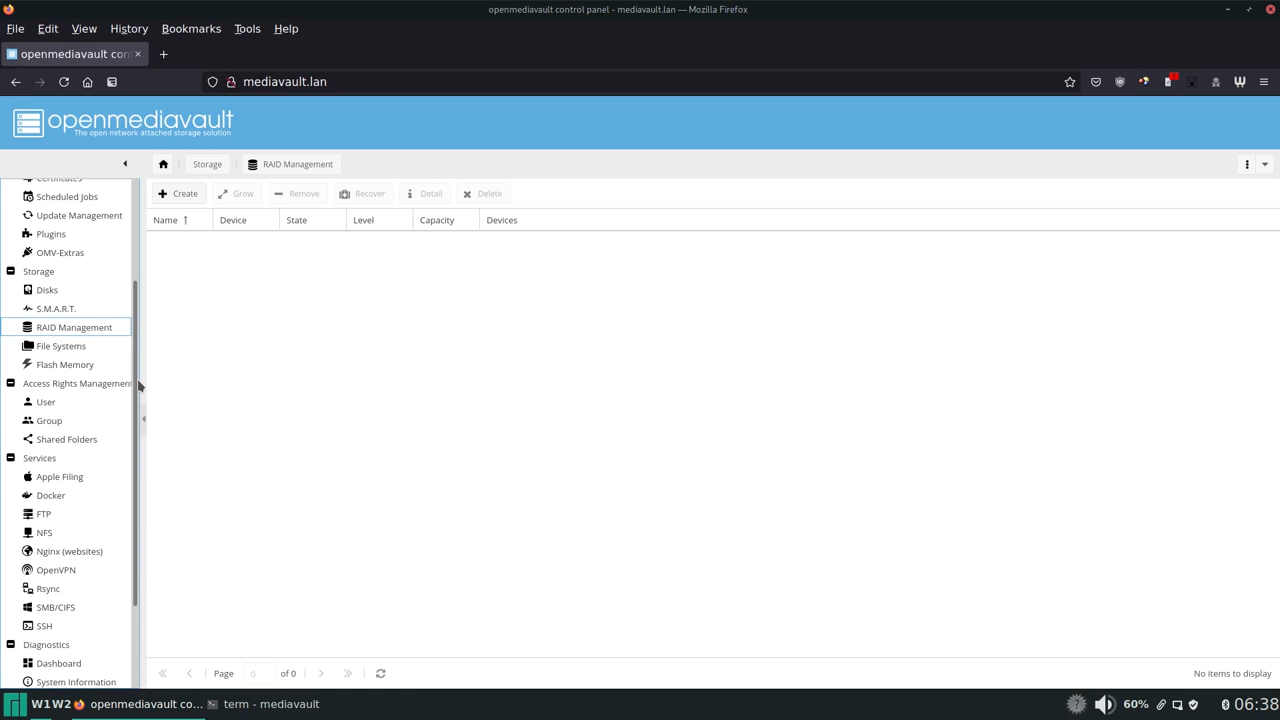 openmediavault control panel - mediavault.lan — Mozilla Firefox
File Edit View History Bookmarks Tools Help
openmediavault con
mediavault.lan
openmediavault
The open network attached storage solution
Storage RAID Management
Certificates
Scheduled Jobs
Update Management
Plugins
OMV-Extras
Storage
Disks
S.M.A.R.T.
RAID Management
File Systems
Flash Memory
Access Rights Management
User
Group
Shared Folders
Services
Apple Filing
Docker
FTP
NFS
Nginx (websites)
OpenVPN
Rsync
SMB/CIFS
SSH
Diagnostics
Dashboard
System Information
Create Grow Remove Recover Detail Delete
Name Device State Level Capacity Devices
Page 0 of 0
No items to display
W1 W2 openmediavault co... term - mediavault
60% 06:38